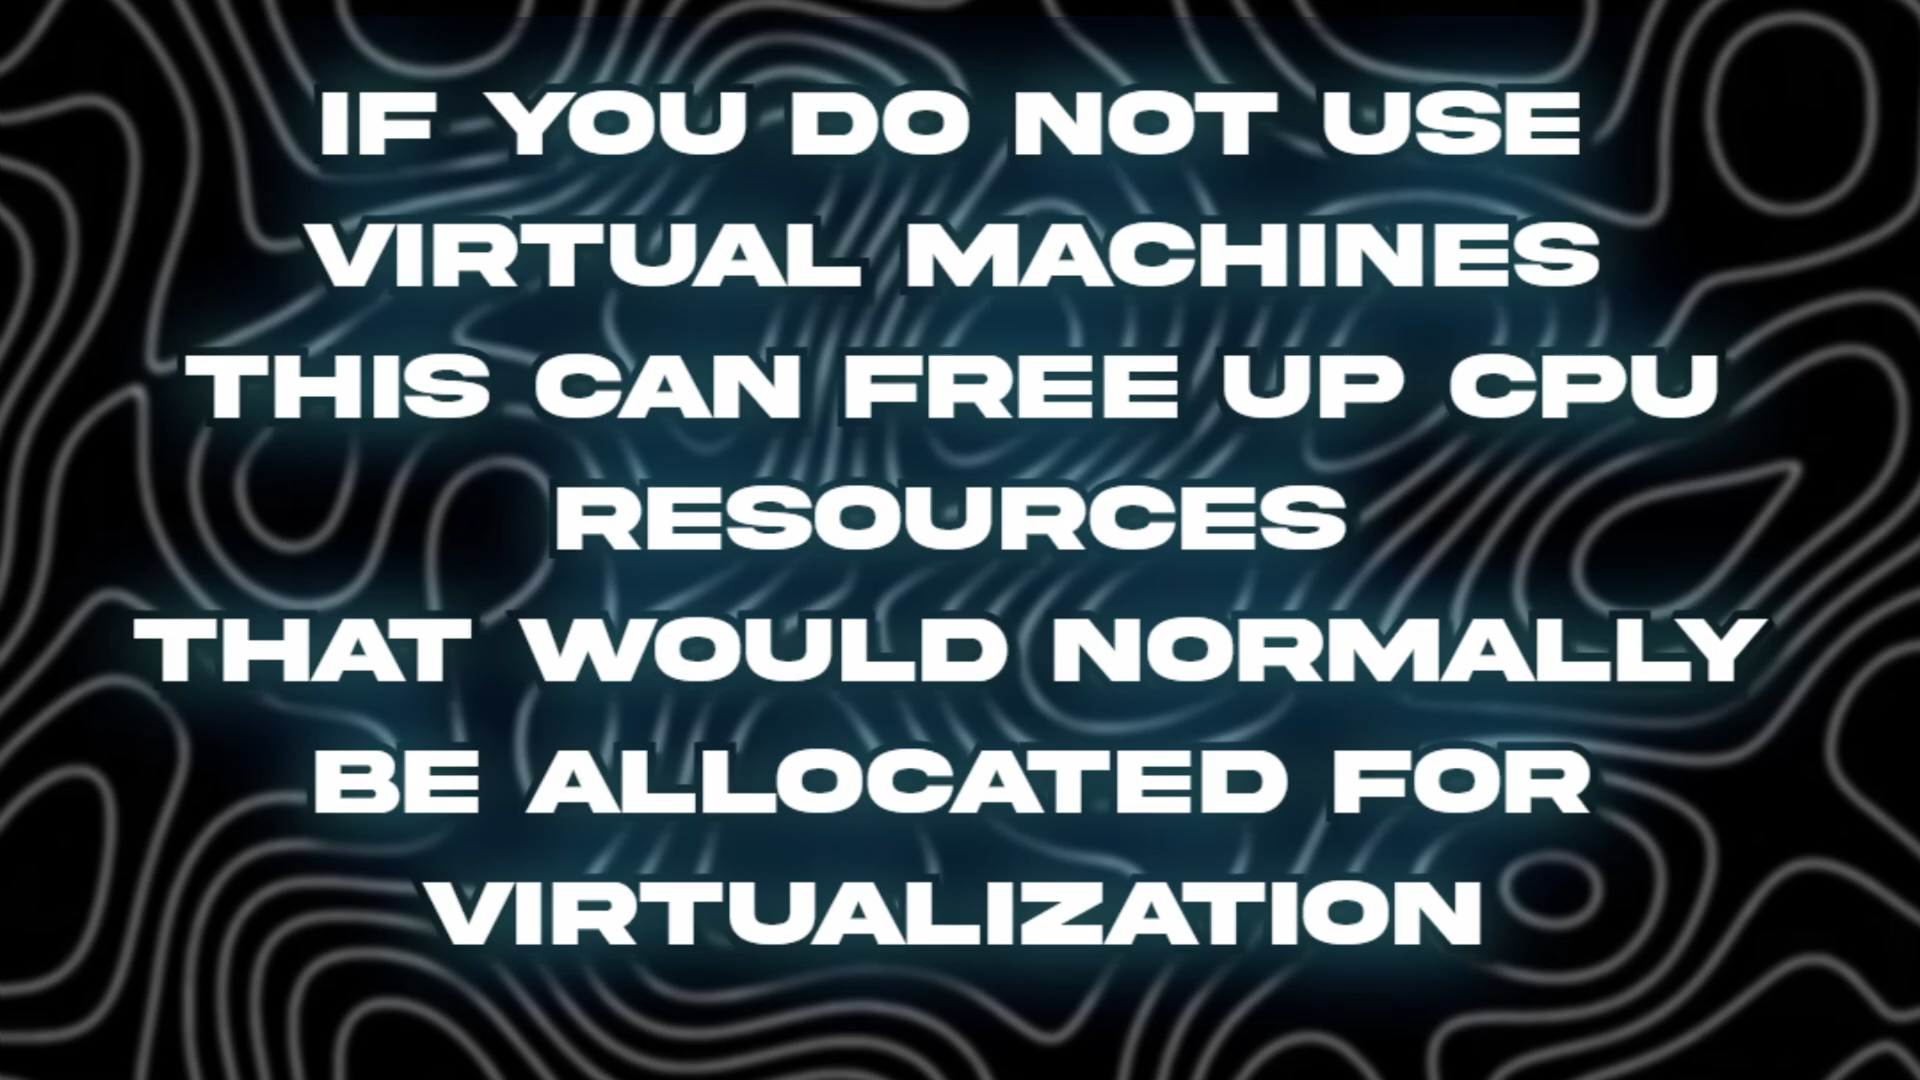 IF YOU DO NOT USE
VIRTUAL MACHINES
THIS CAN FREE UP CPU
RESOURCES
THAT WOULD NORMALLY
BE ALLOCATED FOR
VIRTUALIZATION